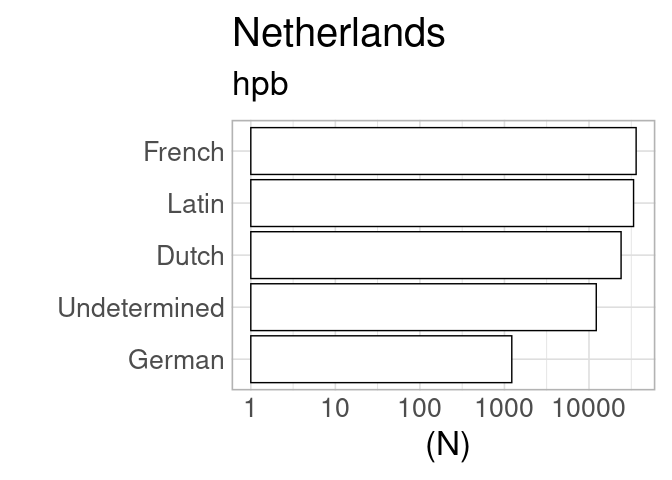 Netherlands
hpb
French
Latin
Dutch
Undetermined
German
1 10 100 1000 10000
(N)